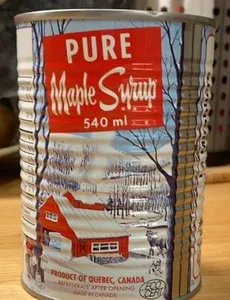 PURE
Maple Syrup
540 ml
PRODUCT OF QUEBEC, CANADA
REFRIGERATE AFTER OPENING
MADE IN CANADA